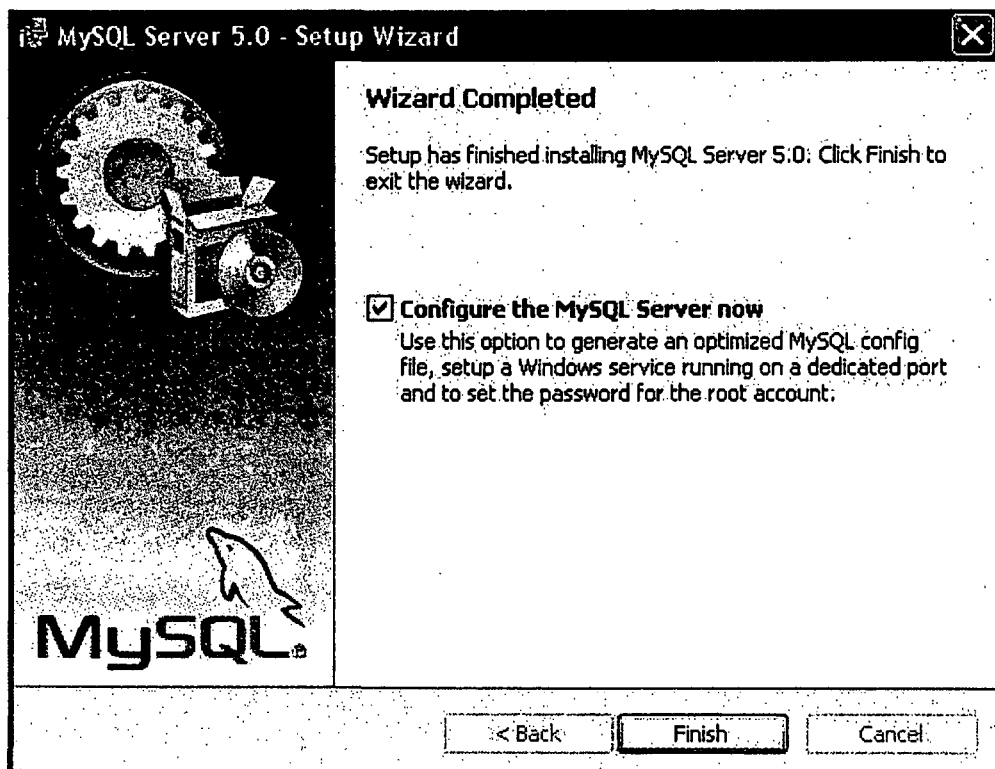 MySQL Server 5.0 - Setup Wizard
Wizard Completed
Setup has finished installing MySQL Server 5.0. Click Finish to
exit the wizard.
Configure the MySQL Server now
Use this option to generate an optimized MySQL config
file, setup a Windows service running on a dedicated port
and to set the password for the root account.
MySQL®
< Back
Finish
Cancel